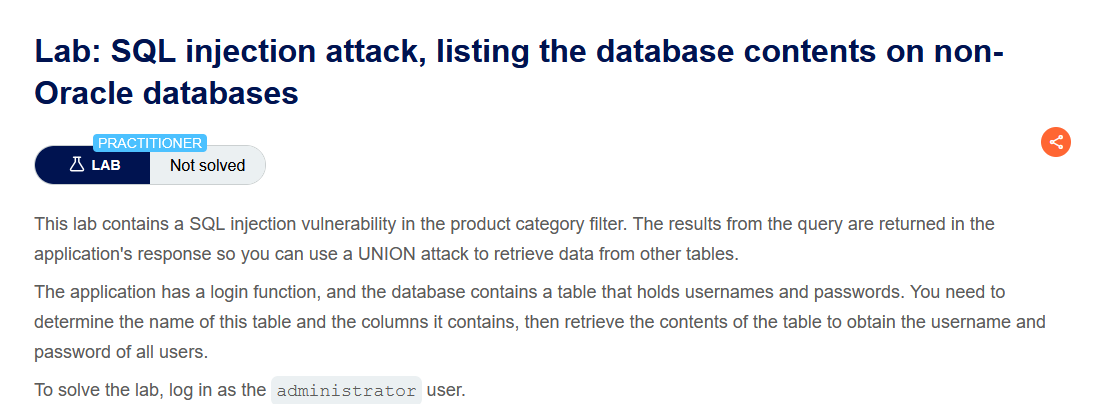 Lab: SQL injection attack, listing the database contents on non-
Oracle databases
PRACTITIONER
LAB
Not solved
This lab contains a SQL injection vulnerability in the product category filter. The results from the query are returned in the
application's response so you can use a UNION attack to retrieve data from other tables.
The application has a login function, and the database contains a table that holds usernames and passwords. You need to
determine the name of this table and the columns it contains, then retrieve the contents of the table to obtain the username and
password of all users.
To solve the lab, log in as the administrator user.